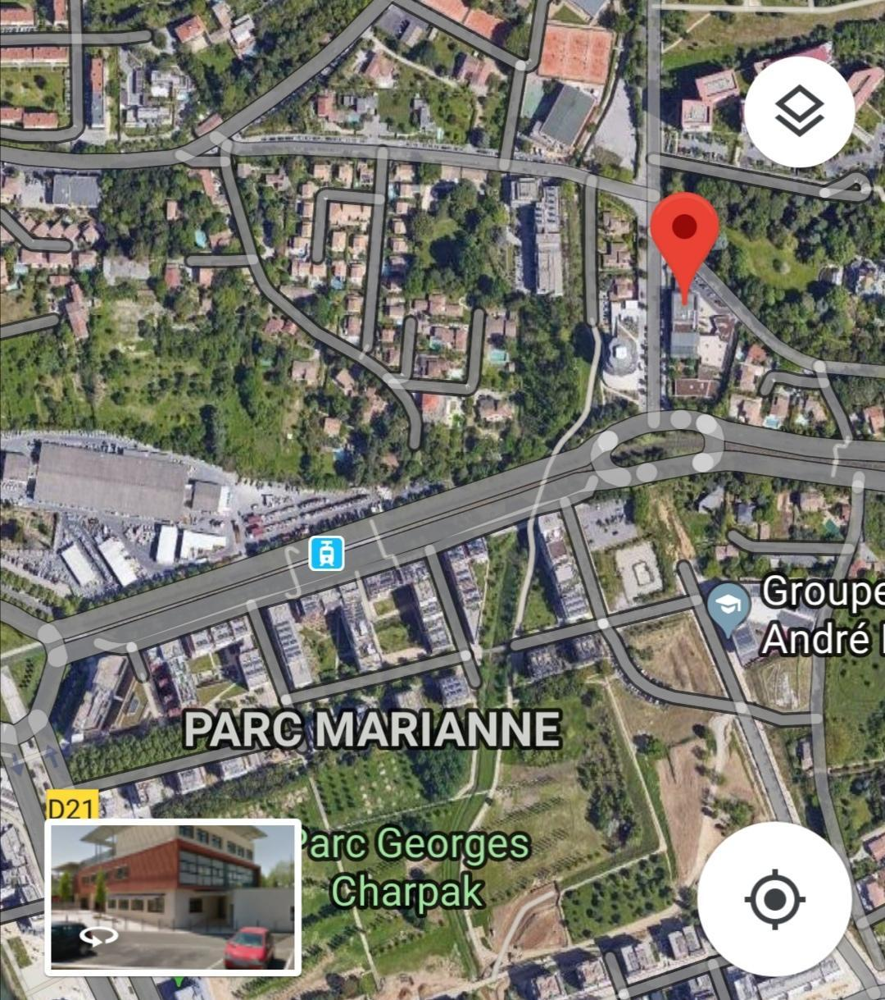 Groupe
André
PARC MARIANNE
D21
Parc Georges
Charpak